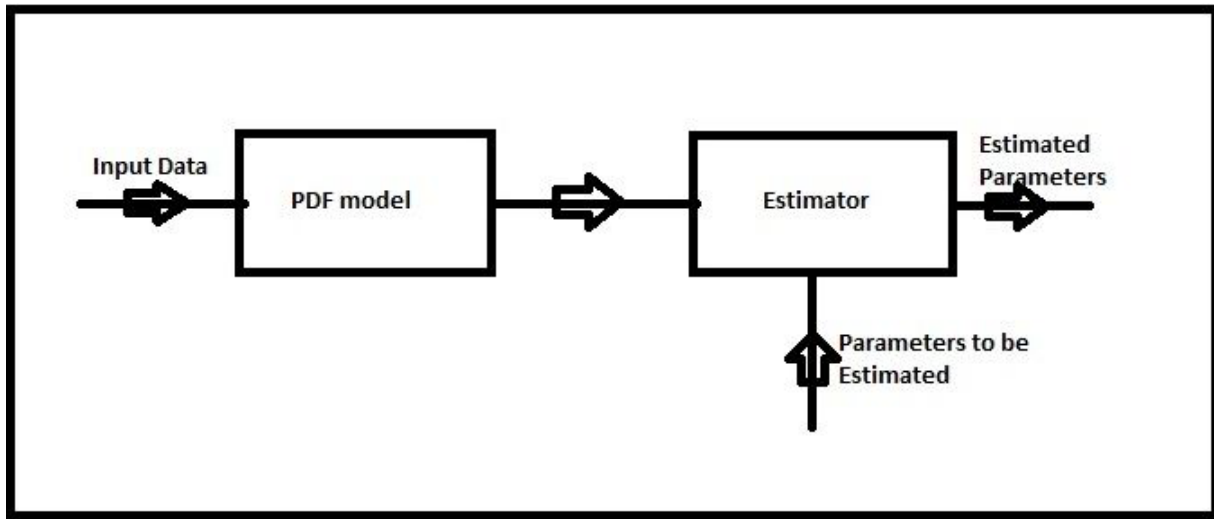 Input Data
PDF model
Estimator
Estimated
Parameters
Parameters to be
Estimated